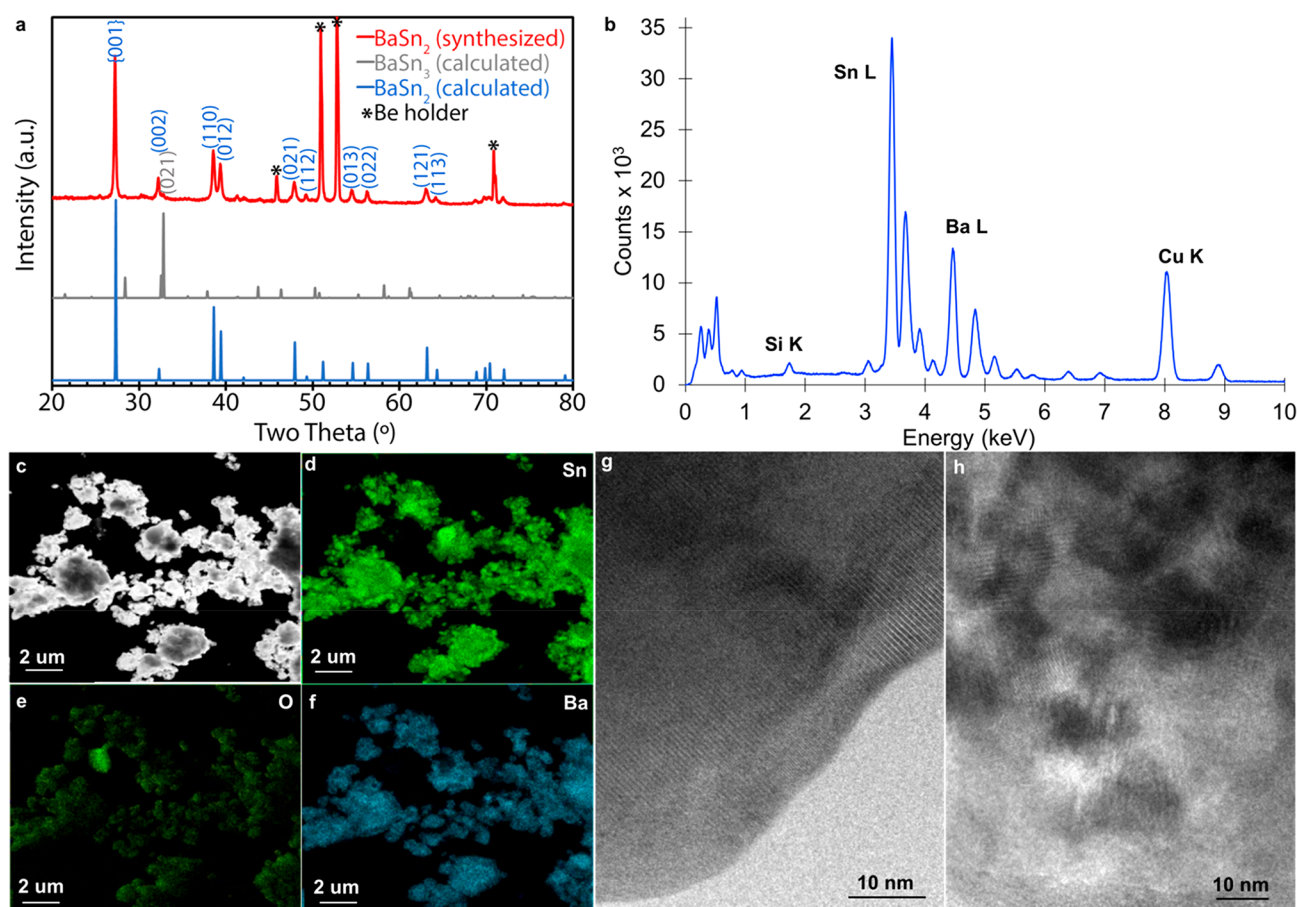 a
BaSn2 (synthesized)
BaSn3 (calculated)
BaSn2 (calculated)
*Be holder
{001}
(002)
(021)
(110)
(012)
*
(021)
(112)
*
*
(013)
(022)
(121)
(113)
*
Intensity (a.u.)
20 30 40 50 60 70 80
Two Theta (º)
b
35
30
25
20
15
10
5
0
Counts x 10³
Sn L
Ba L
Cu K
Si K
0 1 2 3 4 5 6 7 8 9 10
Energy (keV)
c
2 um
d
Sn
2 um
e
O
2 um
f
Ba
2 um
g
10 nm
h
10 nm